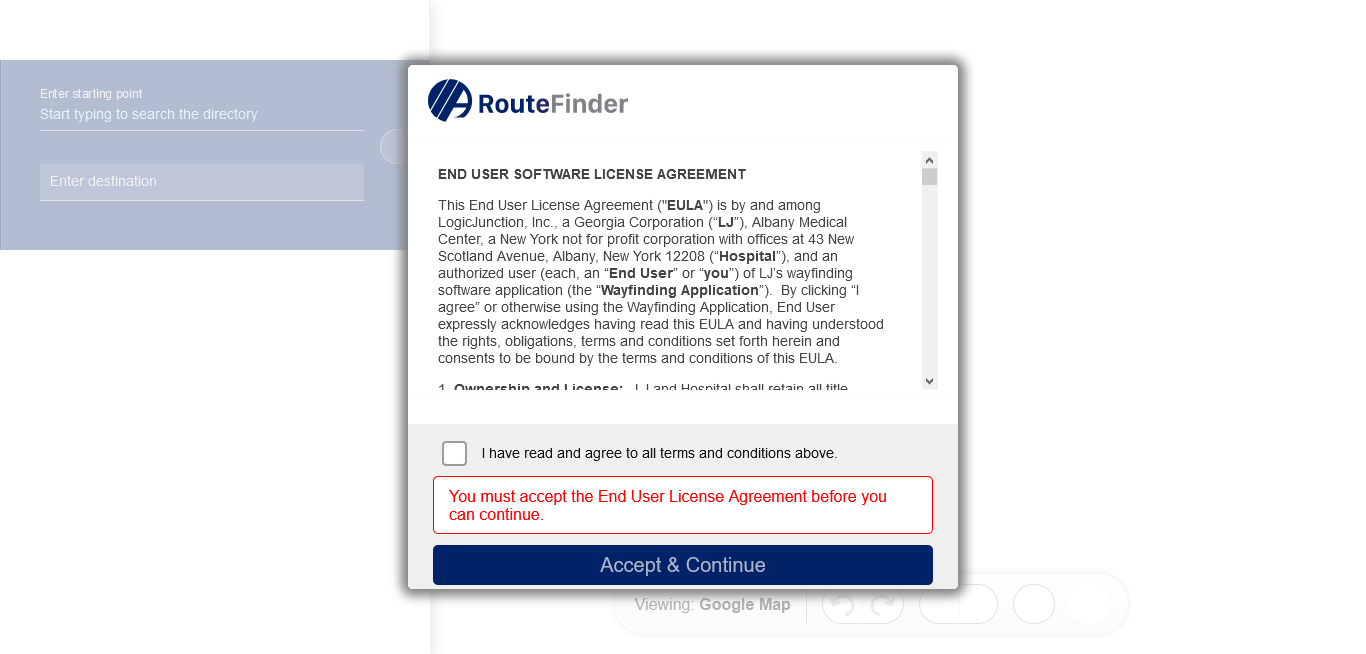 Enter starting point
Start typing to search the directory
Enter destination
RouteFinder
END USER SOFTWARE LICENSE AGREEMENT
This End User License Agreement ("EULA") is by and among
LogicJunction, Inc., a Georgia Corporation (“LJ”), Albany Medical
Center, a New York not for profit corporation with offices at 43 New
Scotland Avenue, Albany, New York 12208 (“Hospital”), and an
authorized user (each, an “End User” or “you”) of LJ’s wayfinding
software application (the “Wayfinding Application”).  By clicking “I
agree” or otherwise using the Wayfinding Application, End User
expressly acknowledges having read this EULA and having understood
the rights, obligations, terms and conditions set forth herein and
consents to be bound by the terms and conditions of this EULA.
1. Ownership and License:   LJ and Hospital shall retain all title
I have read and agree to all terms and conditions above.
You must accept the End User License Agreement before you
can continue.
Accept & Continue
Viewing: Google Map